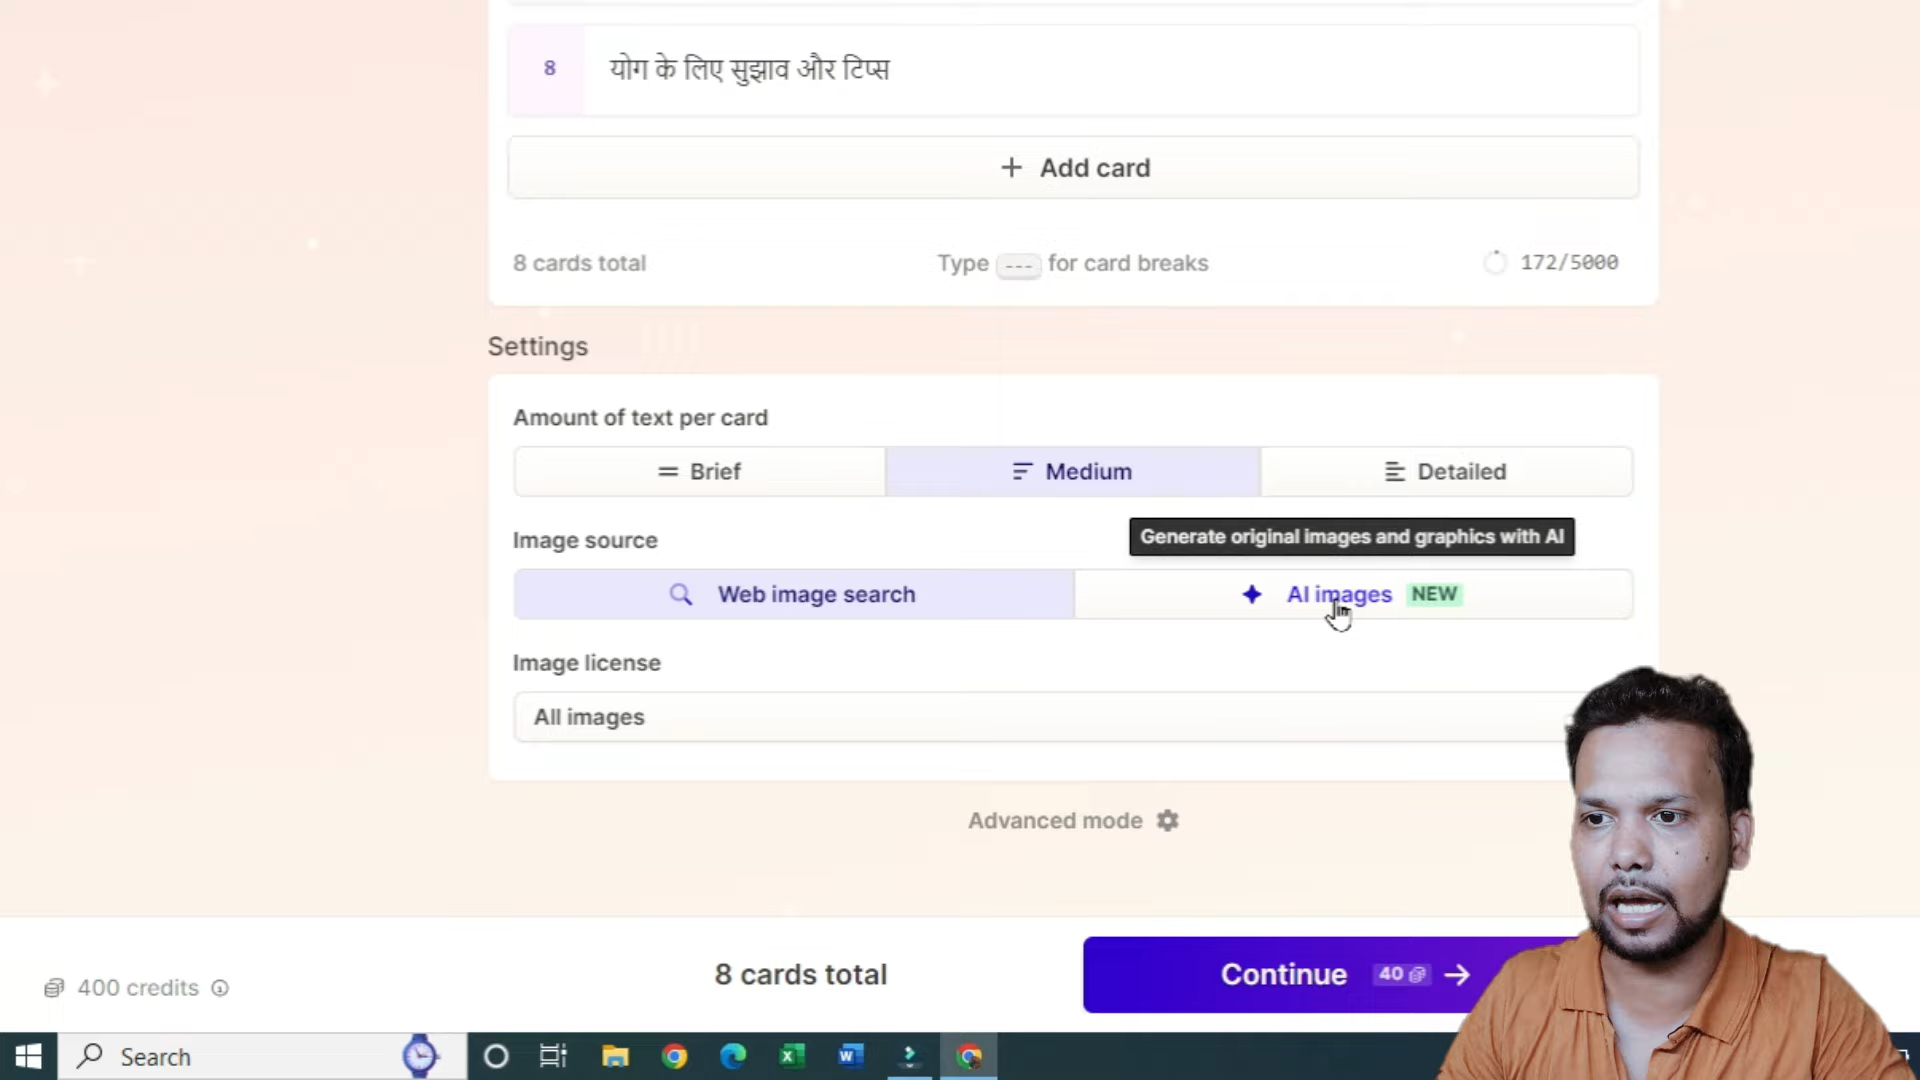 8 योग के लिए सुझाव और टिप्स
+ Add card
8 cards total Type --- for card breaks 172/5000
Settings
Amount of text per card
Brief Medium Detailed
Generate original images and graphics with AI
Image source
Web image search AI images NEW
Image license
All images
Advanced mode
400 credits 8 cards total Continue 40
Search